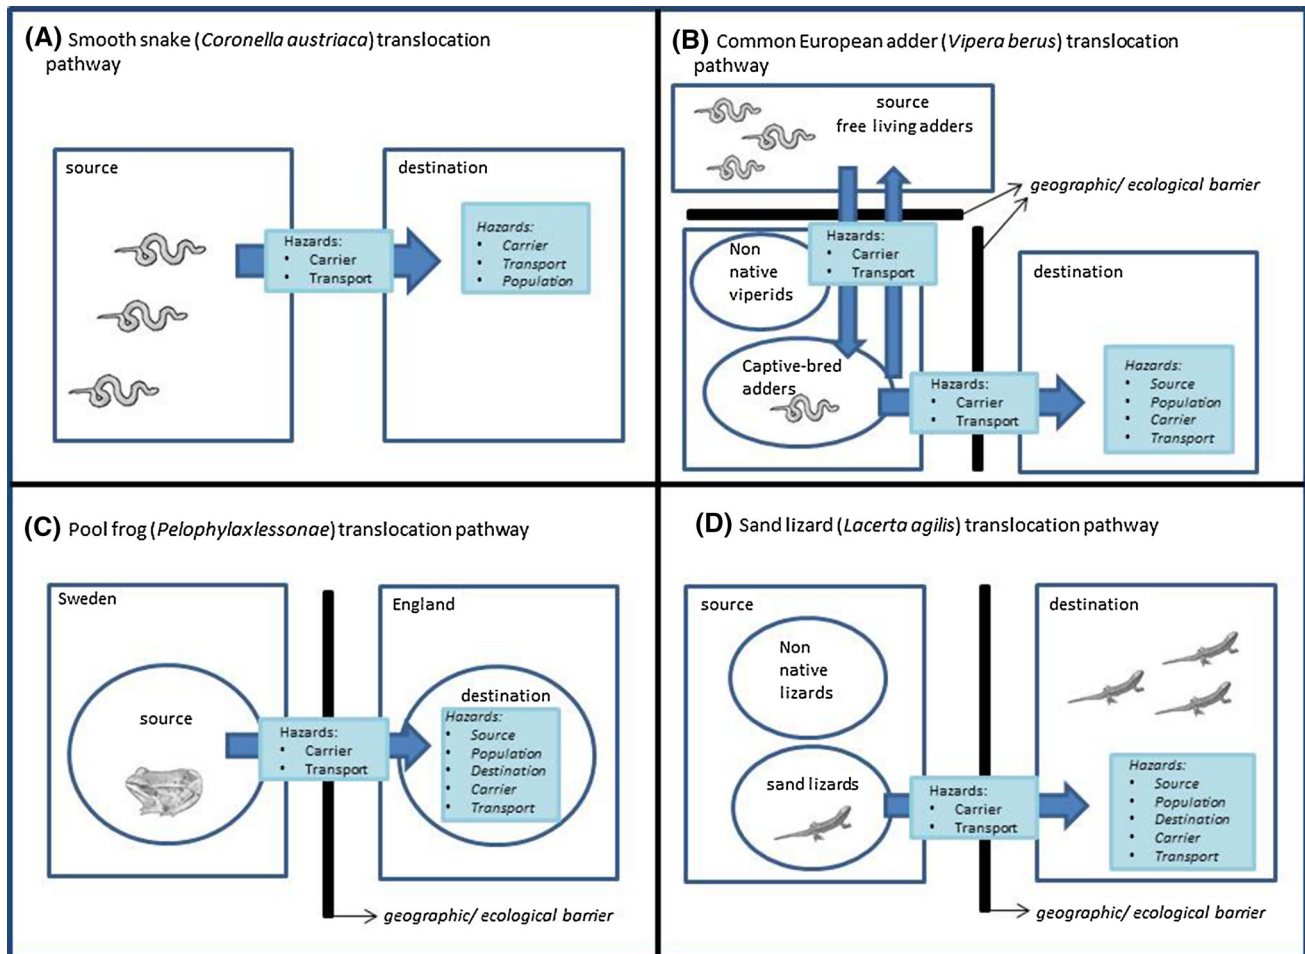 (A) Smooth snake (Coronella austriaca) translocation
pathway
source
destination
Hazards:
• Carrier
• Transport
Hazards:
• Carrier
• Transport
• Population
(B) Common European adder (Vipera berus) translocation
pathway
source
free living adders
geographic/ ecological barrier
Non
native
viperids
Hazards:
• Carrier
• Transport
Captive-bred
adders
Hazards:
• Carrier
• Transport
destination
Hazards:
• Source
• Population
• Carrier
• Transport
(C) Pool frog (Pelophylaxlessonae) translocation pathway
Sweden
source
Hazards:
• Carrier
• Transport
England
destination
Hazards:
• Source
• Population
• Destination
• Carrier
• Transport
geographic/ ecological barrier
(D) Sand lizard (Lacerta agilis) translocation pathway
source
Non
native
lizards
sand lizards
Hazards:
• Carrier
• Transport
destination
Hazards:
• Source
• Population
• Destination
• Carrier
• Transport
geographic/ ecological barrier